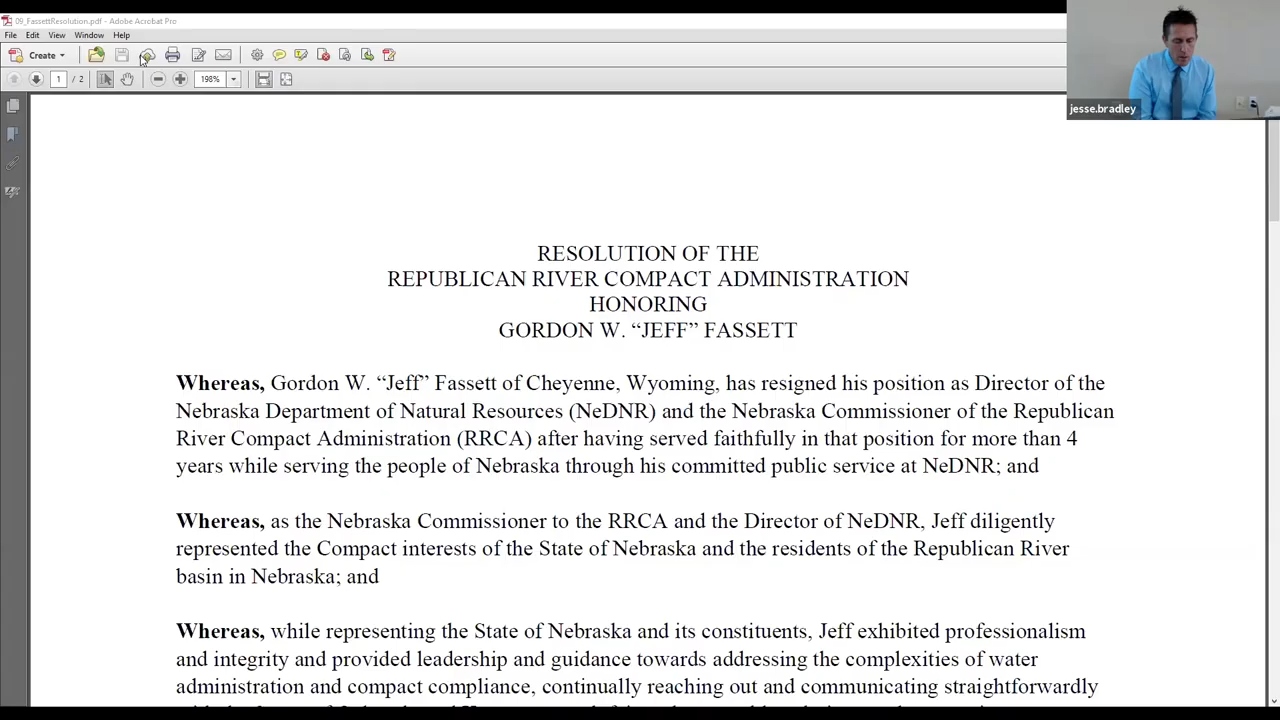 09_FassettResolution.pdf - Adobe Acrobat Pro
File Edit View Window Help
Create
1 / 2 198%
jesse.bradley
RESOLUTION OF THE
REPUBLICAN RIVER COMPACT ADMINISTRATION
HONORING
GORDON W. “JEFF” FASSETT
Whereas, Gordon W. “Jeff” Fassett of Cheyenne, Wyoming, has resigned his position as Director of the
Nebraska Department of Natural Resources (NeDNR) and the Nebraska Commissioner of the Republican
River Compact Administration (RRCA) after having served faithfully in that position for more than 4
years while serving the people of Nebraska through his committed public service at NeDNR; and
Whereas, as the Nebraska Commissioner to the RRCA and the Director of NeDNR, Jeff diligently
represented the Compact interests of the State of Nebraska and the residents of the Republican River
basin in Nebraska; and
Whereas, while representing the State of Nebraska and its constituents, Jeff exhibited professionalism
and integrity and provided leadership and guidance towards addressing the complexities of water
administration and compact compliance, continually reaching out and communicating straightforwardly